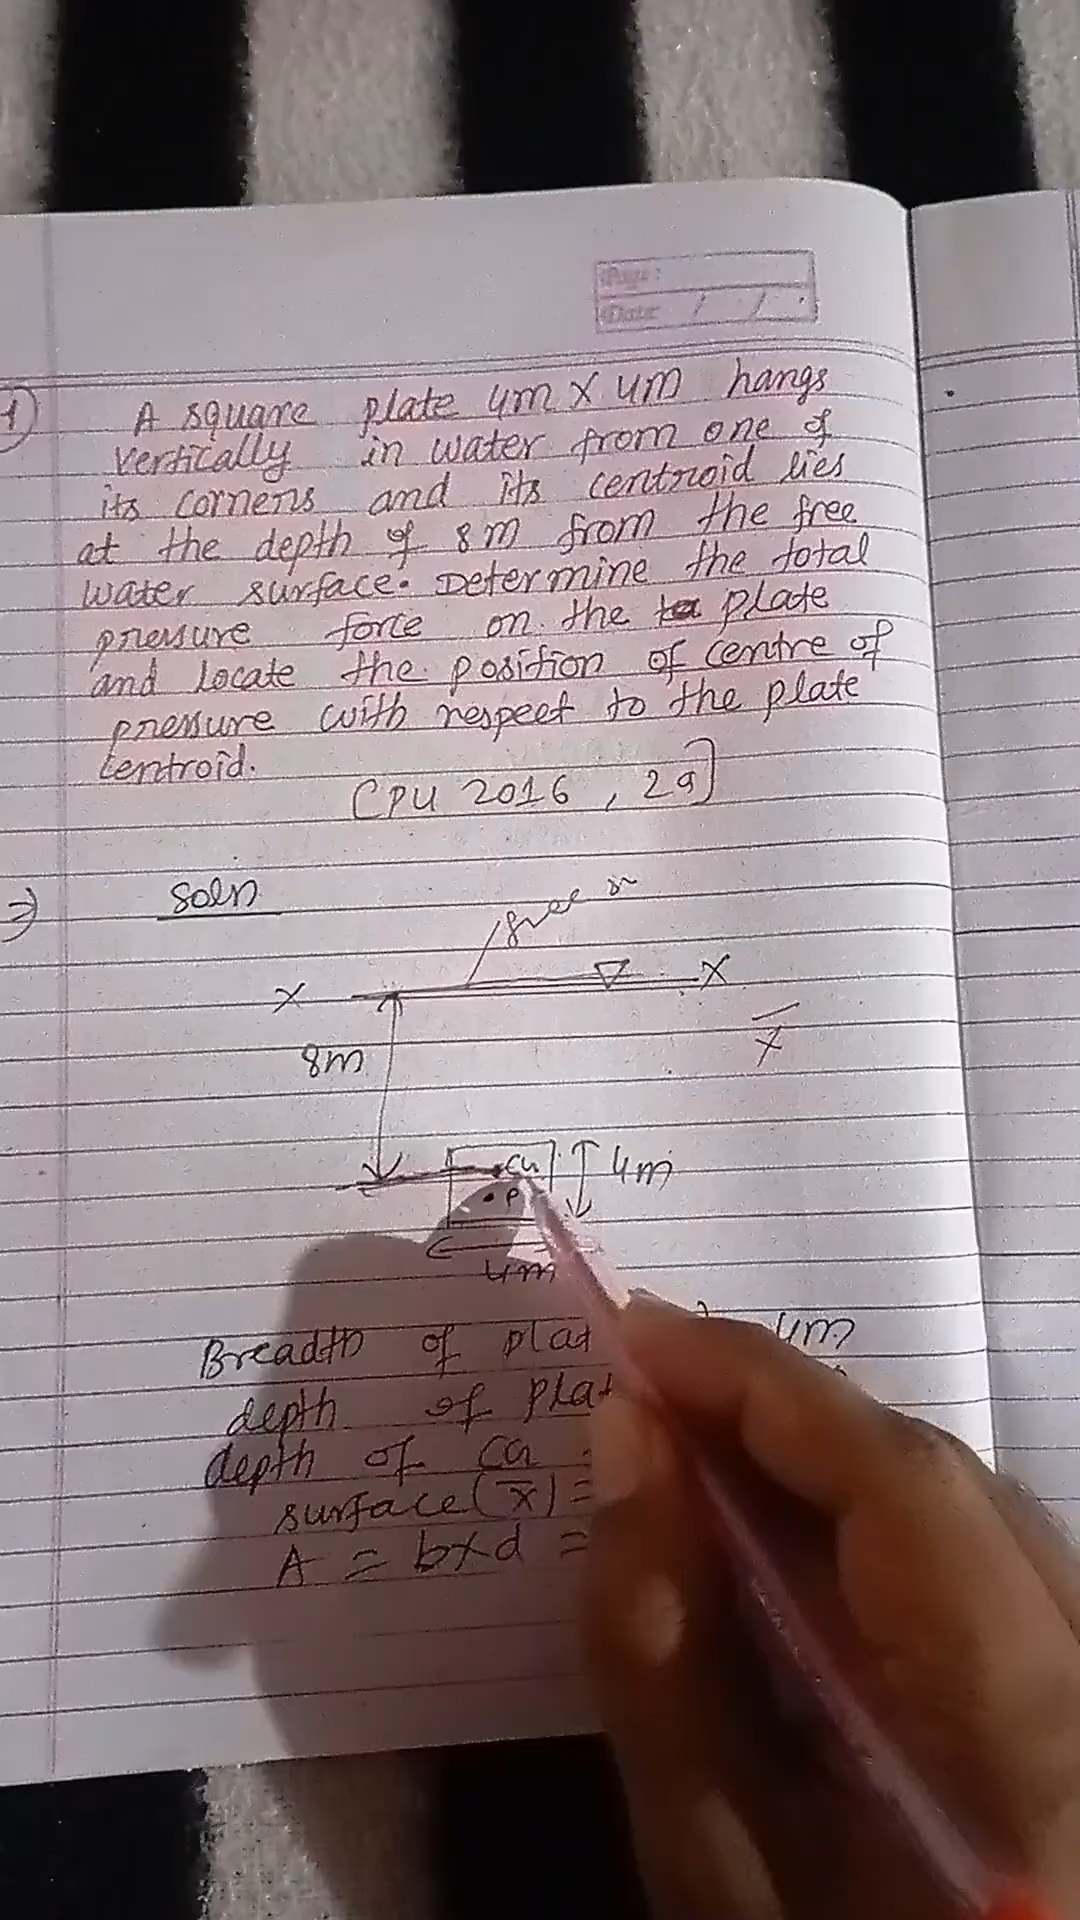 Page:
Date: / /
1) A square plate 4m X 4m hangs
vertically in water from one of
its corners and its centroid lies
at the depth of 8m from the free
water surface. Determine the total
pressure force on the plate
and locate the position of centre of
pressure with respect to the plate
centroid.
[PU 2016, 2a]
=) Soln
free
X X
8m x̄
G 4m
P
4m
Breadth of plat 4m
depth of plat
depth of G
surface (x̄) =
A = bxd =